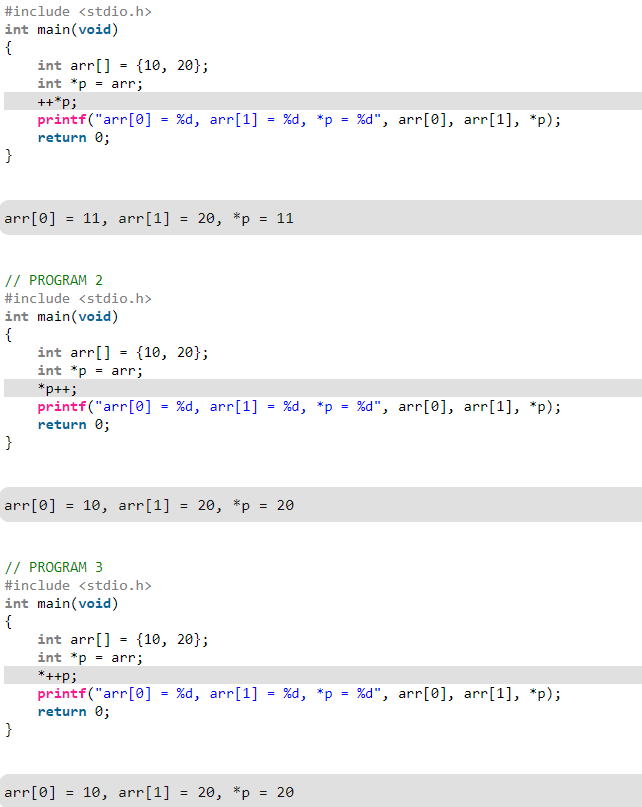 #include <stdio.h>
int main(void)
{
    int arr[] = {10, 20};
    int *p = arr;
    ++*p;
    printf("arr[0] = %d, arr[1] = %d, *p = %d", arr[0], arr[1], *p);
    return 0;
}
arr[0] = 11, arr[1] = 20, *p = 11
// PROGRAM 2
#include <stdio.h>
int main(void)
{
    int arr[] = {10, 20};
    int *p = arr;
    *p++;
    printf("arr[0] = %d, arr[1] = %d, *p = %d", arr[0], arr[1], *p);
    return 0;
}
arr[0] = 10, arr[1] = 20, *p = 20
// PROGRAM 3
#include <stdio.h>
int main(void)
{
    int arr[] = {10, 20};
    int *p = arr;
    *++p;
    printf("arr[0] = %d, arr[1] = %d, *p = %d", arr[0], arr[1], *p);
    return 0;
}
arr[0] = 10, arr[1] = 20, *p = 20